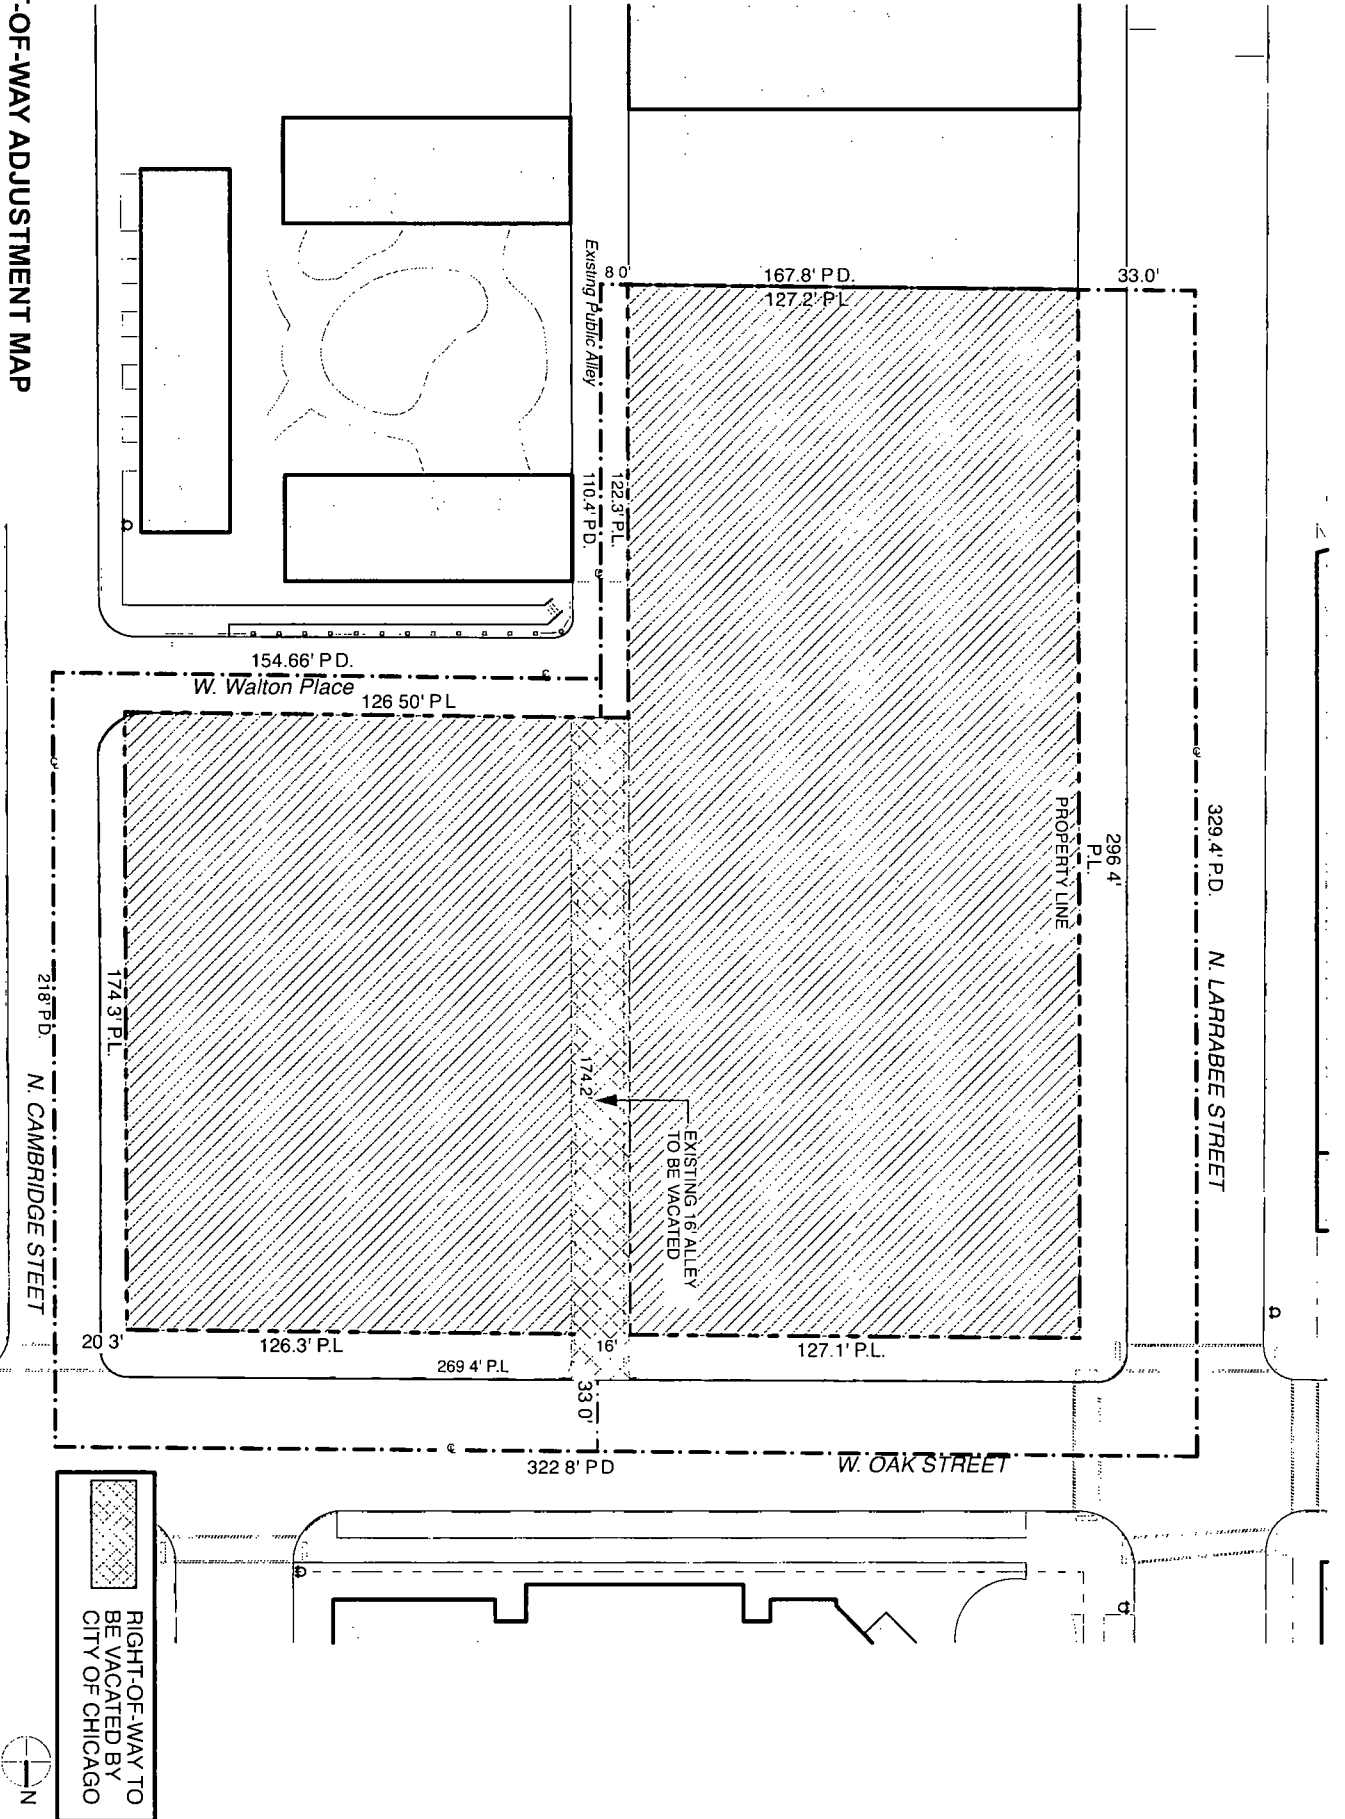 -OF-WAY ADJUSTMENT MAP
Existing Public Alley
8 0'
167.8' P D.
127.2' P L
33.0'
122.3' P.L.
110.4' P D.
154.66' P D.
W. Walton Place
126 50' P L
329.4' P D.
N. LARRABEE STREET
296 4'
P.L.
PROPERTY LINE
174.3' P.L.
218' P D.
N. CAMBRIDGE STEET
174.2'
EXISTING 16' ALLEY
TO BE VACATED
20 3'
126.3' P.L
16'
127.1' P.L.
269 4' P.L
33 0'
322 8' P D
W. OAK STREET
RIGHT-OF-WAY TO
BE VACATED BY
CITY OF CHICAGO
N